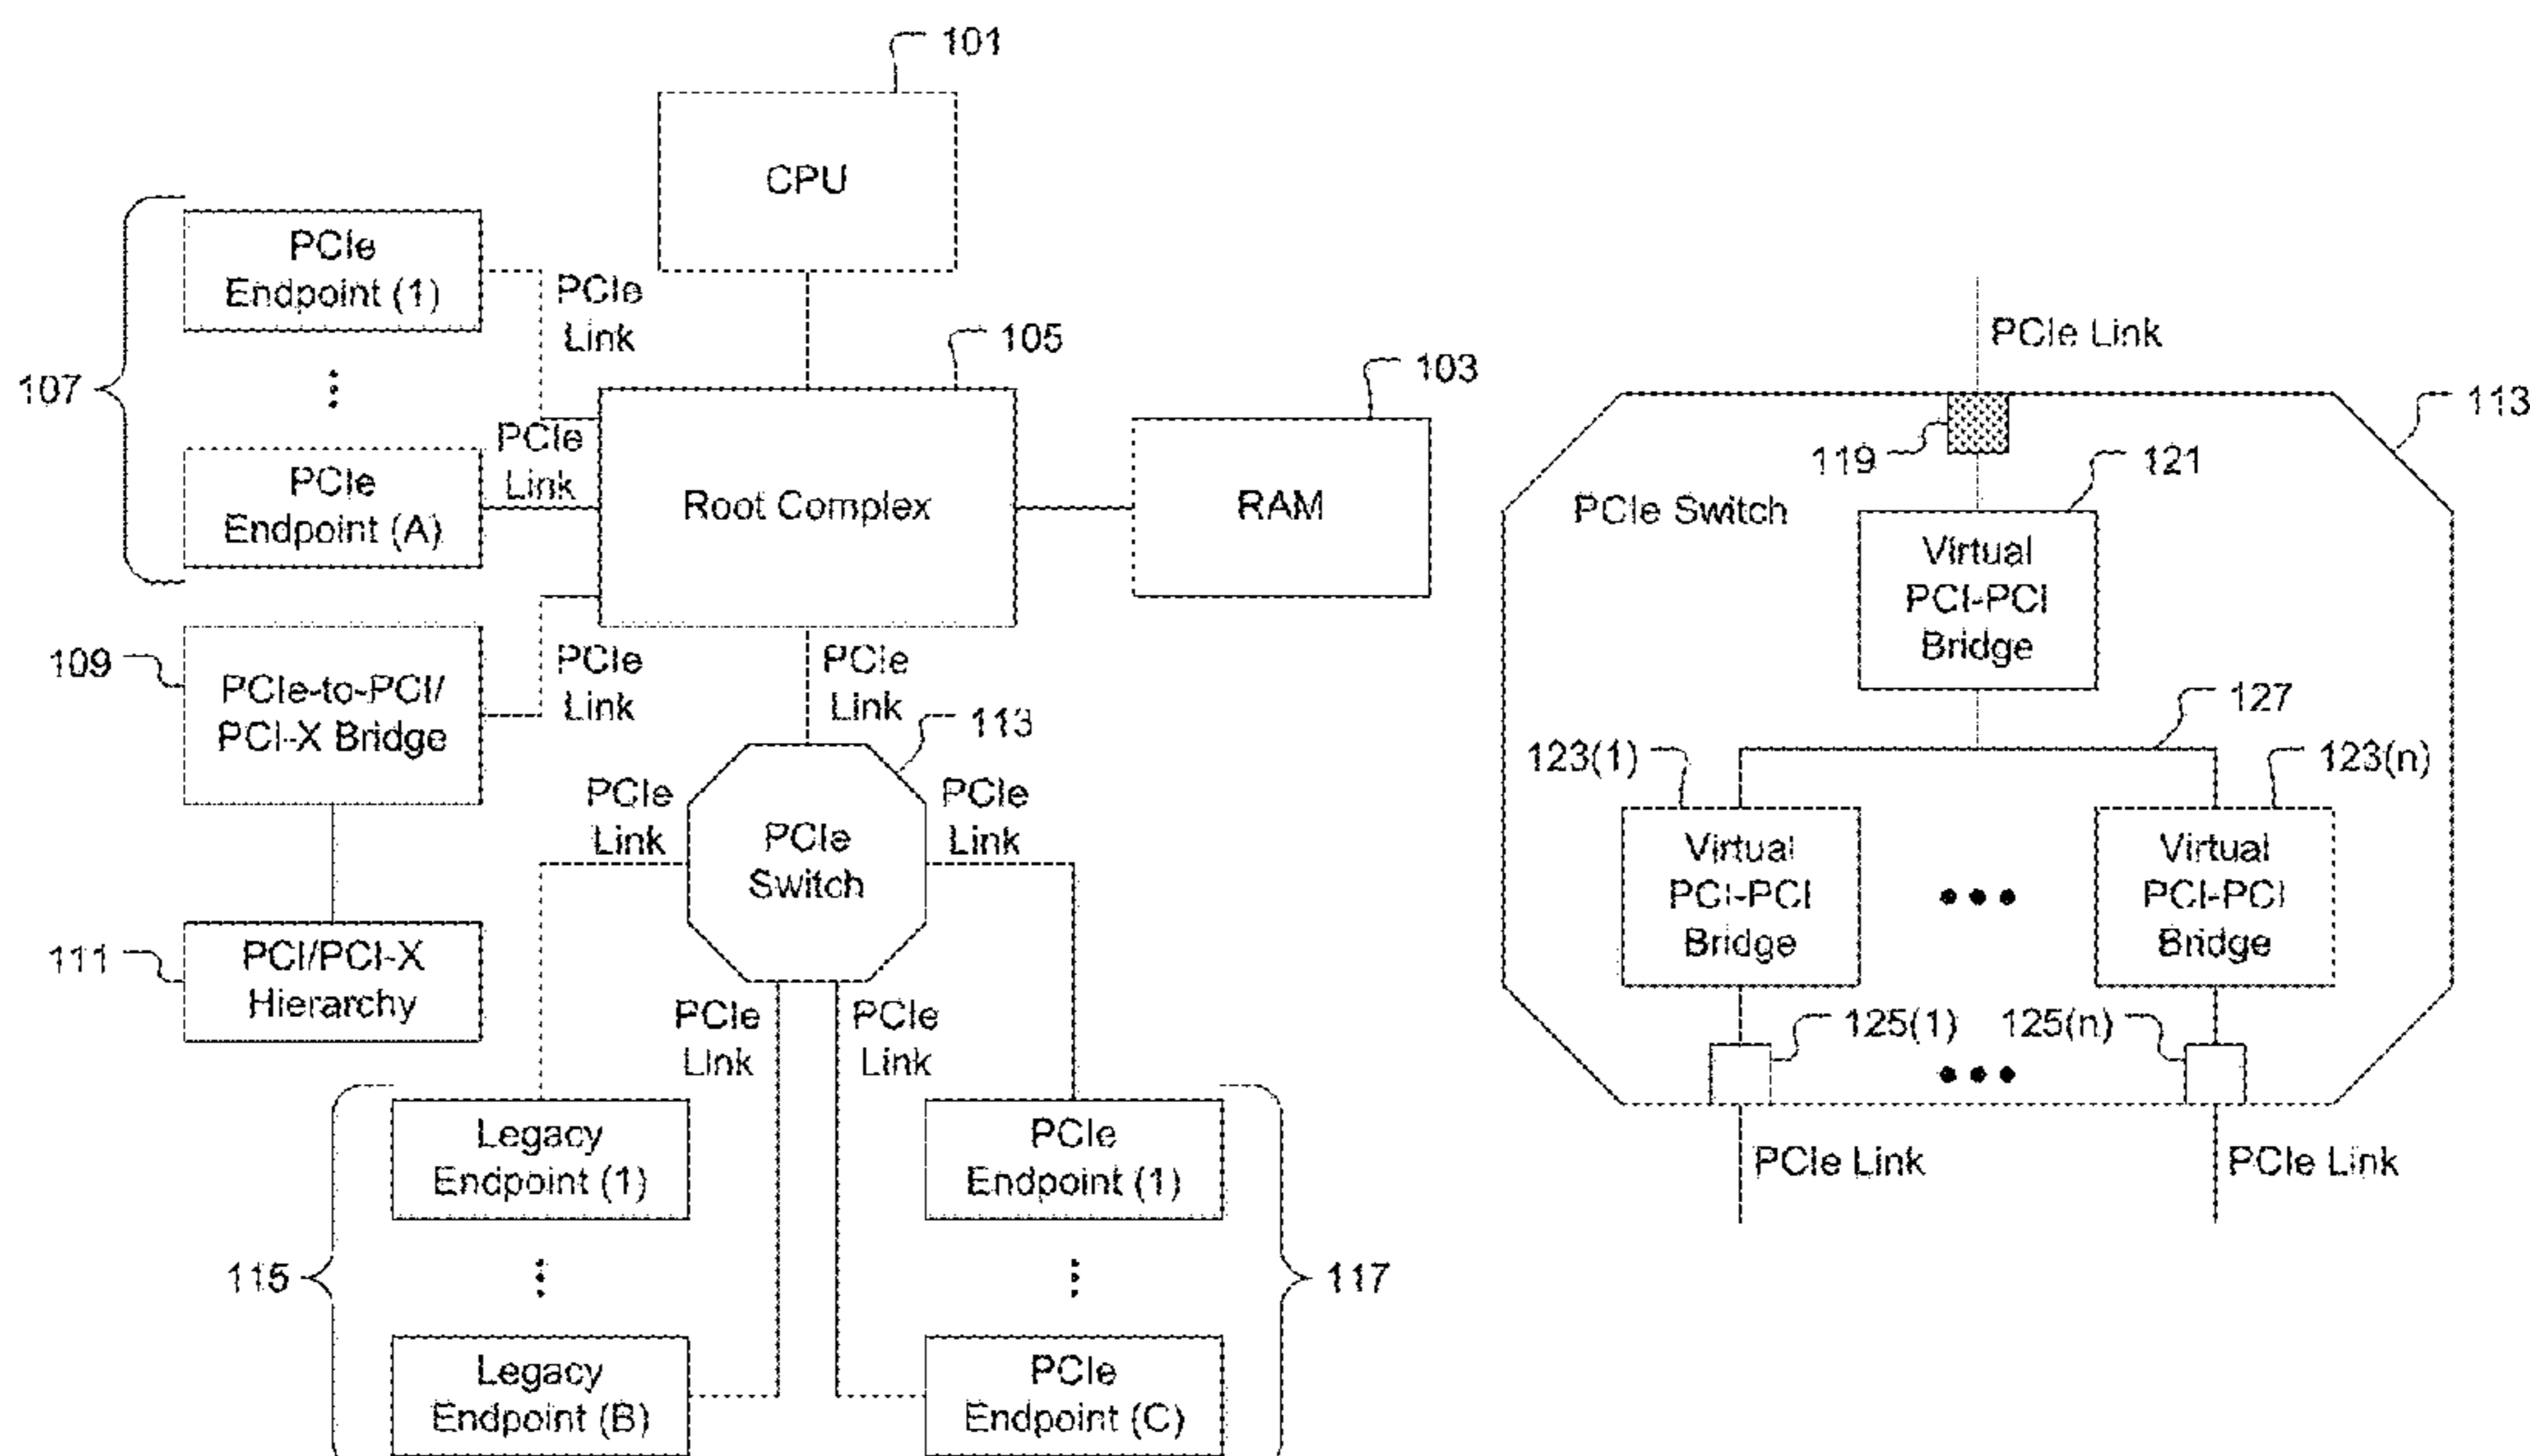 101
CPU
107
PCIe
Endpoint (1)
PCIe
Link
PCIe
Endpoint (A)
PCIe
Link
105
Root Complex
103
RAM
109
PCIe-to-PCI/
PCI-X Bridge
PCIe
Link
PCIe
Link
111
PCI/PCI-X
Hierarchy
113
PCIe
Switch
PCIe
Link
PCIe
Link
PCIe
Link
PCIe
Link
115
Legacy
Endpoint (1)
Legacy
Endpoint (B)
PCIe
Endpoint (1)
PCIe
Endpoint (C)
117
PCIe Link
113
119
PCIe Switch
121
Virtual
PCI-PCI
Bridge
127
123(1)
123(n)
Virtual
PCI-PCI
Bridge
Virtual
PCI-PCI
Bridge
125(1)
125(n)
PCIe Link
PCIe Link